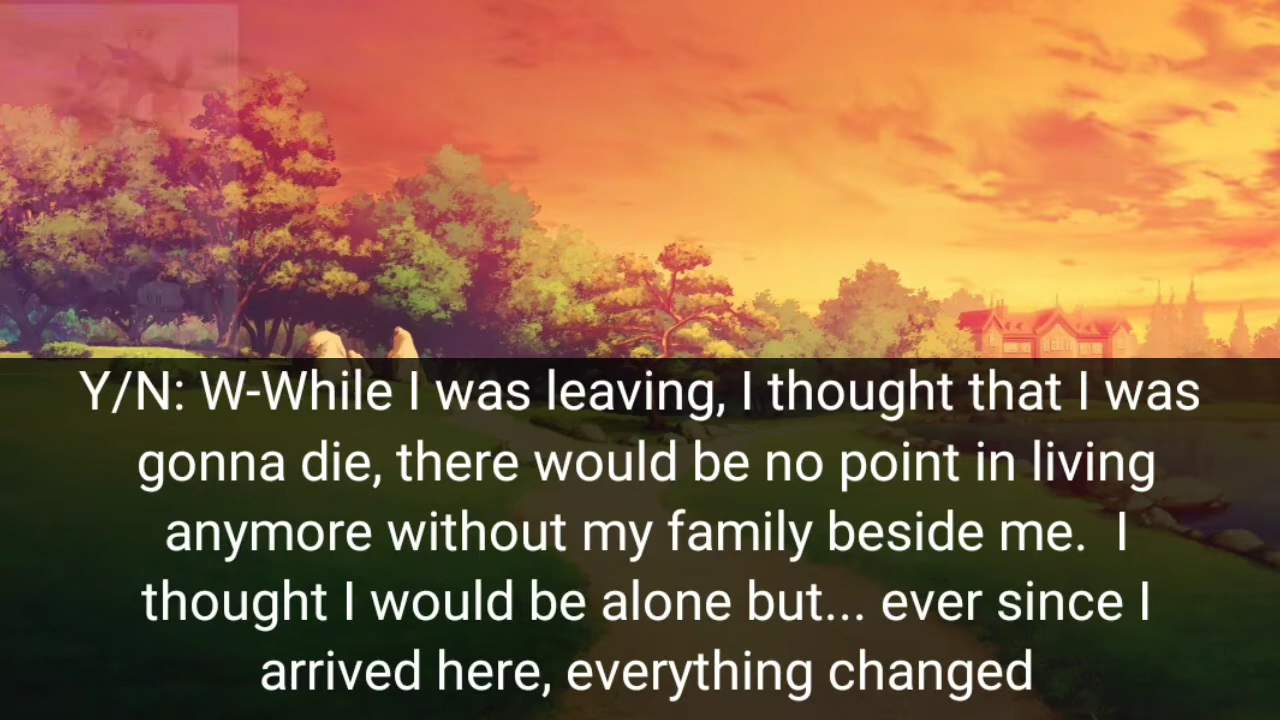 Y/N: W-While I was leaving, I thought that I was
gonna die, there would be no point in living
anymore without my family beside me.  I
thought I would be alone but... ever since I
arrived here, everything changed